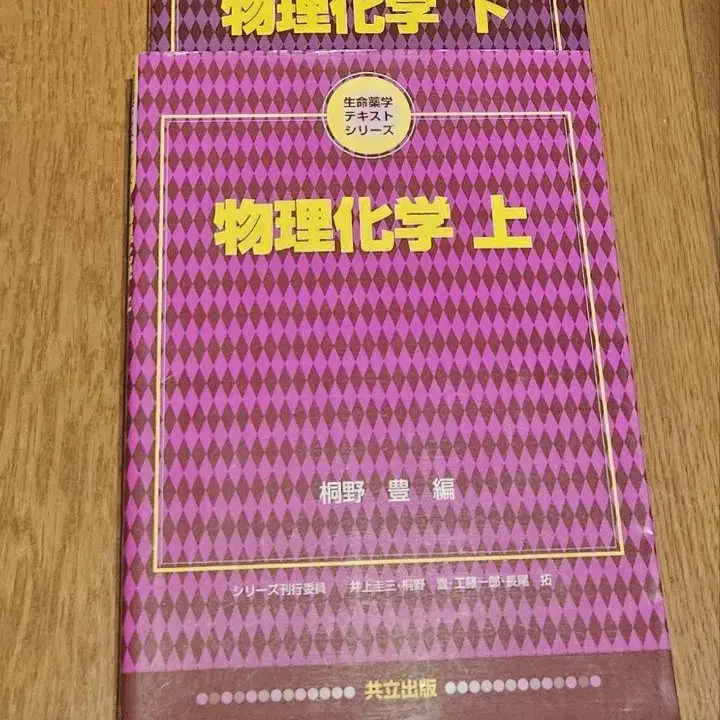 物理化学 下
生命薬学
テキスト
シリーズ
物理化学 上
桐野 豊 編
シリーズ刊行委員 井上圭三・桐野 豊・工藤一郎・長尾 拓
共立出版